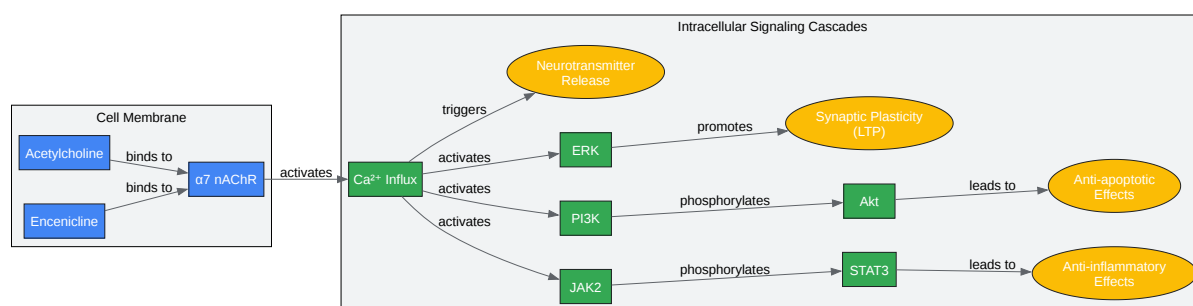 Intracellular Signaling Cascades
Neurotransmitter
Release
triggers
Cell Membrane
Acetylcholine
binds to
α7 nAChR
binds to
Encenicline
activates
Ca²⁺ Influx
activates
ERK
promotes
Synaptic Plasticity
(LTP)
activates
PI3K
phosphorylates
Akt
leads to
Anti-apoptotic
Effects
activates
JAK2
phosphorylates
STAT3
leads to
Anti-inflammatory
Effects